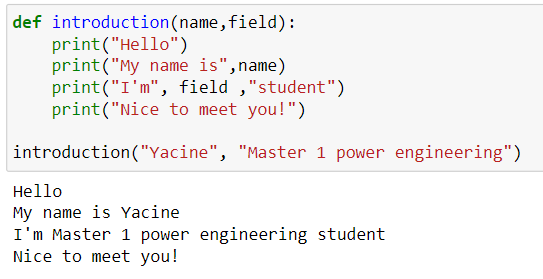 def introduction(name,field):
    print("Hello")
    print("My name is",name)
    print("I'm", field ,"student")
    print("Nice to meet you!")

introduction("Yacine", "Master 1 power engineering")
Hello
My name is Yacine
I'm Master 1 power engineering student
Nice to meet you!